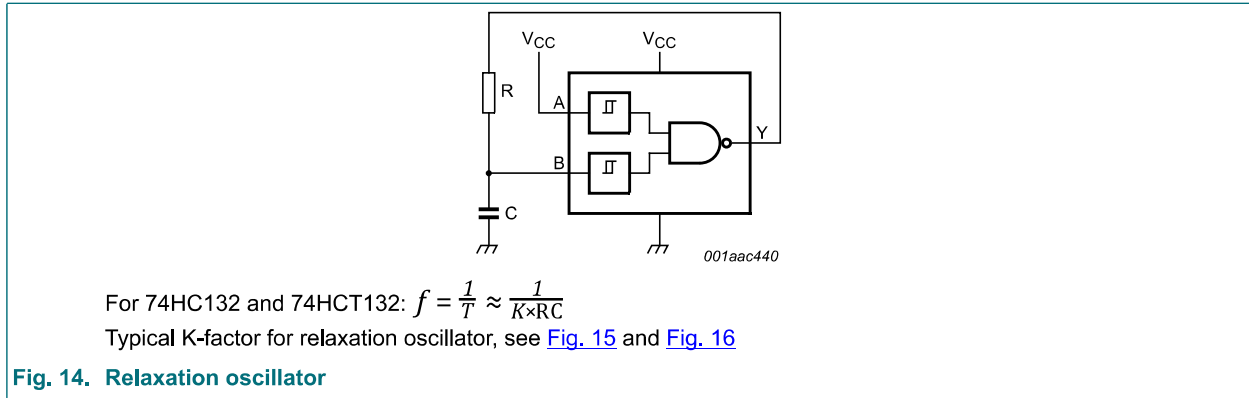 VCC VCC
R
A
Y
B
C
001aac440
For 74HC132 and 74HCT132: f = 1/T ≈ 1/K×RC
Typical K-factor for relaxation oscillator, see Fig. 15 and Fig. 16
Fig. 14. Relaxation oscillator